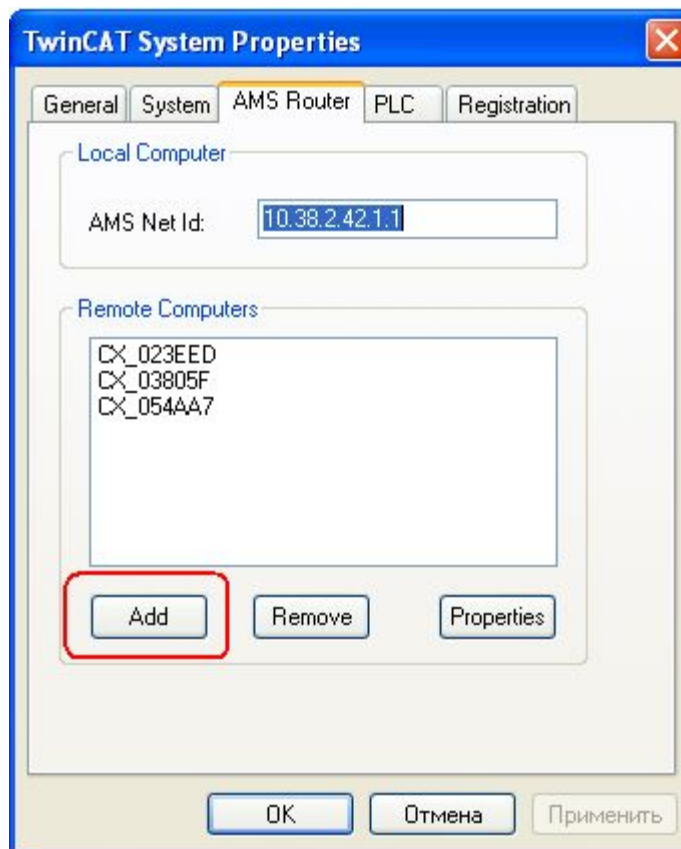 TwinCAT System Properties
General System AMS Router PLC Registration
Local Computer
AMS Net Id: 10.38.2.42.1.1
Remote Computers
CX_023EED
CX_03805F
CX_054AA7
Add Remove Properties
OK Отмена Применить